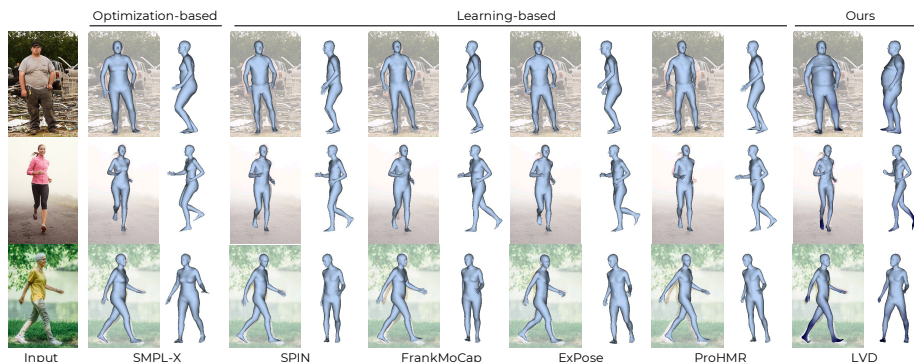 Optimization-based Learning-based Ours
Input SMPL-X SPIN FrankMoCap ExPose ProHMR LVD